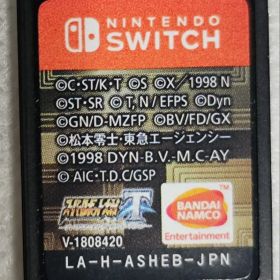 NINTENDO
SWITCH
©C・ST/K・T ©S ©X／1998 N
©ST・SR ©T, N／EFPS ©Dyn
©GN/D-MZFP ©BV/FD/GX
©松本零士・東急エージェンシー
©1998 DYN-B.V.-M.C-AY
© AIC・T.D.C/GSP
T
BANDAI
NAMCO
Entertainment
TM
V-1808420
LA-H-ASHEB-JPN